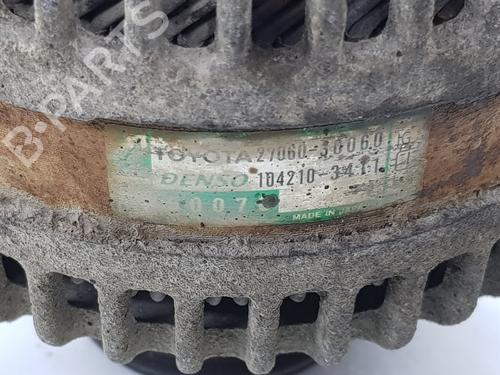 B-PARTS
TOYOTA 27060-30060
DENSO 104210-3411
007
MADE IN